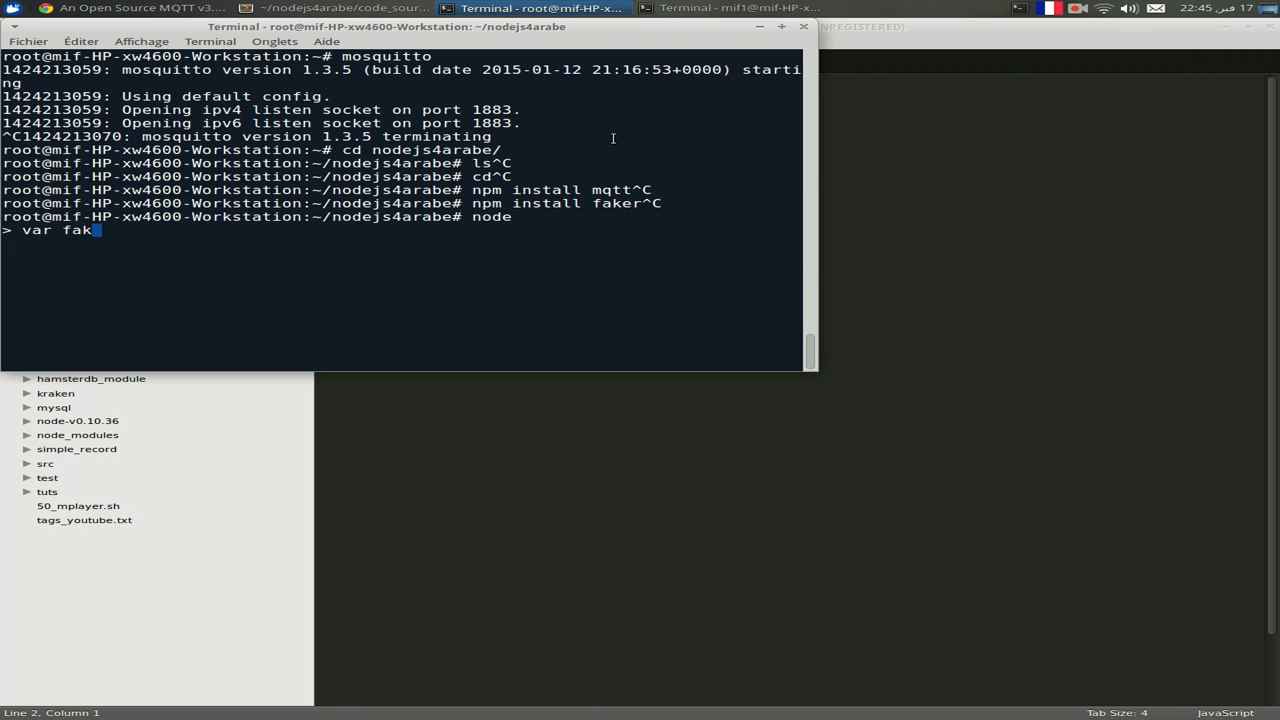 An Open Source MQTT v3....
~/nodejs4arabe/code_sour...
Terminal - root@mif-HP-x...
Terminal - mif1@mif-HP-x...
22:45 ,فبر 17
Terminal - root@mif-HP-xw4600-Workstation: ~/nodejs4arabe
NREGISTERED)
Fichier Éditer Affichage Terminal Onglets Aide
root@mif-HP-xw4600-Workstation:~# mosquitto
1424213059: mosquitto version 1.3.5 (build date 2015-01-12 21:16:53+0000) starti
ng
1424213059: Using default config.
1424213059: Opening ipv4 listen socket on port 1883.
1424213059: Opening ipv6 listen socket on port 1883.
^C1424213070: mosquitto version 1.3.5 terminating
root@mif-HP-xw4600-Workstation:~# cd nodejs4arabe/
root@mif-HP-xw4600-Workstation:~/nodejs4arabe# ls^C
root@mif-HP-xw4600-Workstation:~/nodejs4arabe# cd^C
root@mif-HP-xw4600-Workstation:~/nodejs4arabe# npm install mqtt^C
root@mif-HP-xw4600-Workstation:~/nodejs4arabe# npm install faker^C
root@mif-HP-xw4600-Workstation:~/nodejs4arabe# node
> var fak
hamsterdb_module
kraken
mysql
node-v0.10.36
node_modules
simple_record
src
test
tuts
50_mplayer.sh
tags_youtube.txt
Line 2, Column 1
Tab Size: 4
JavaScript